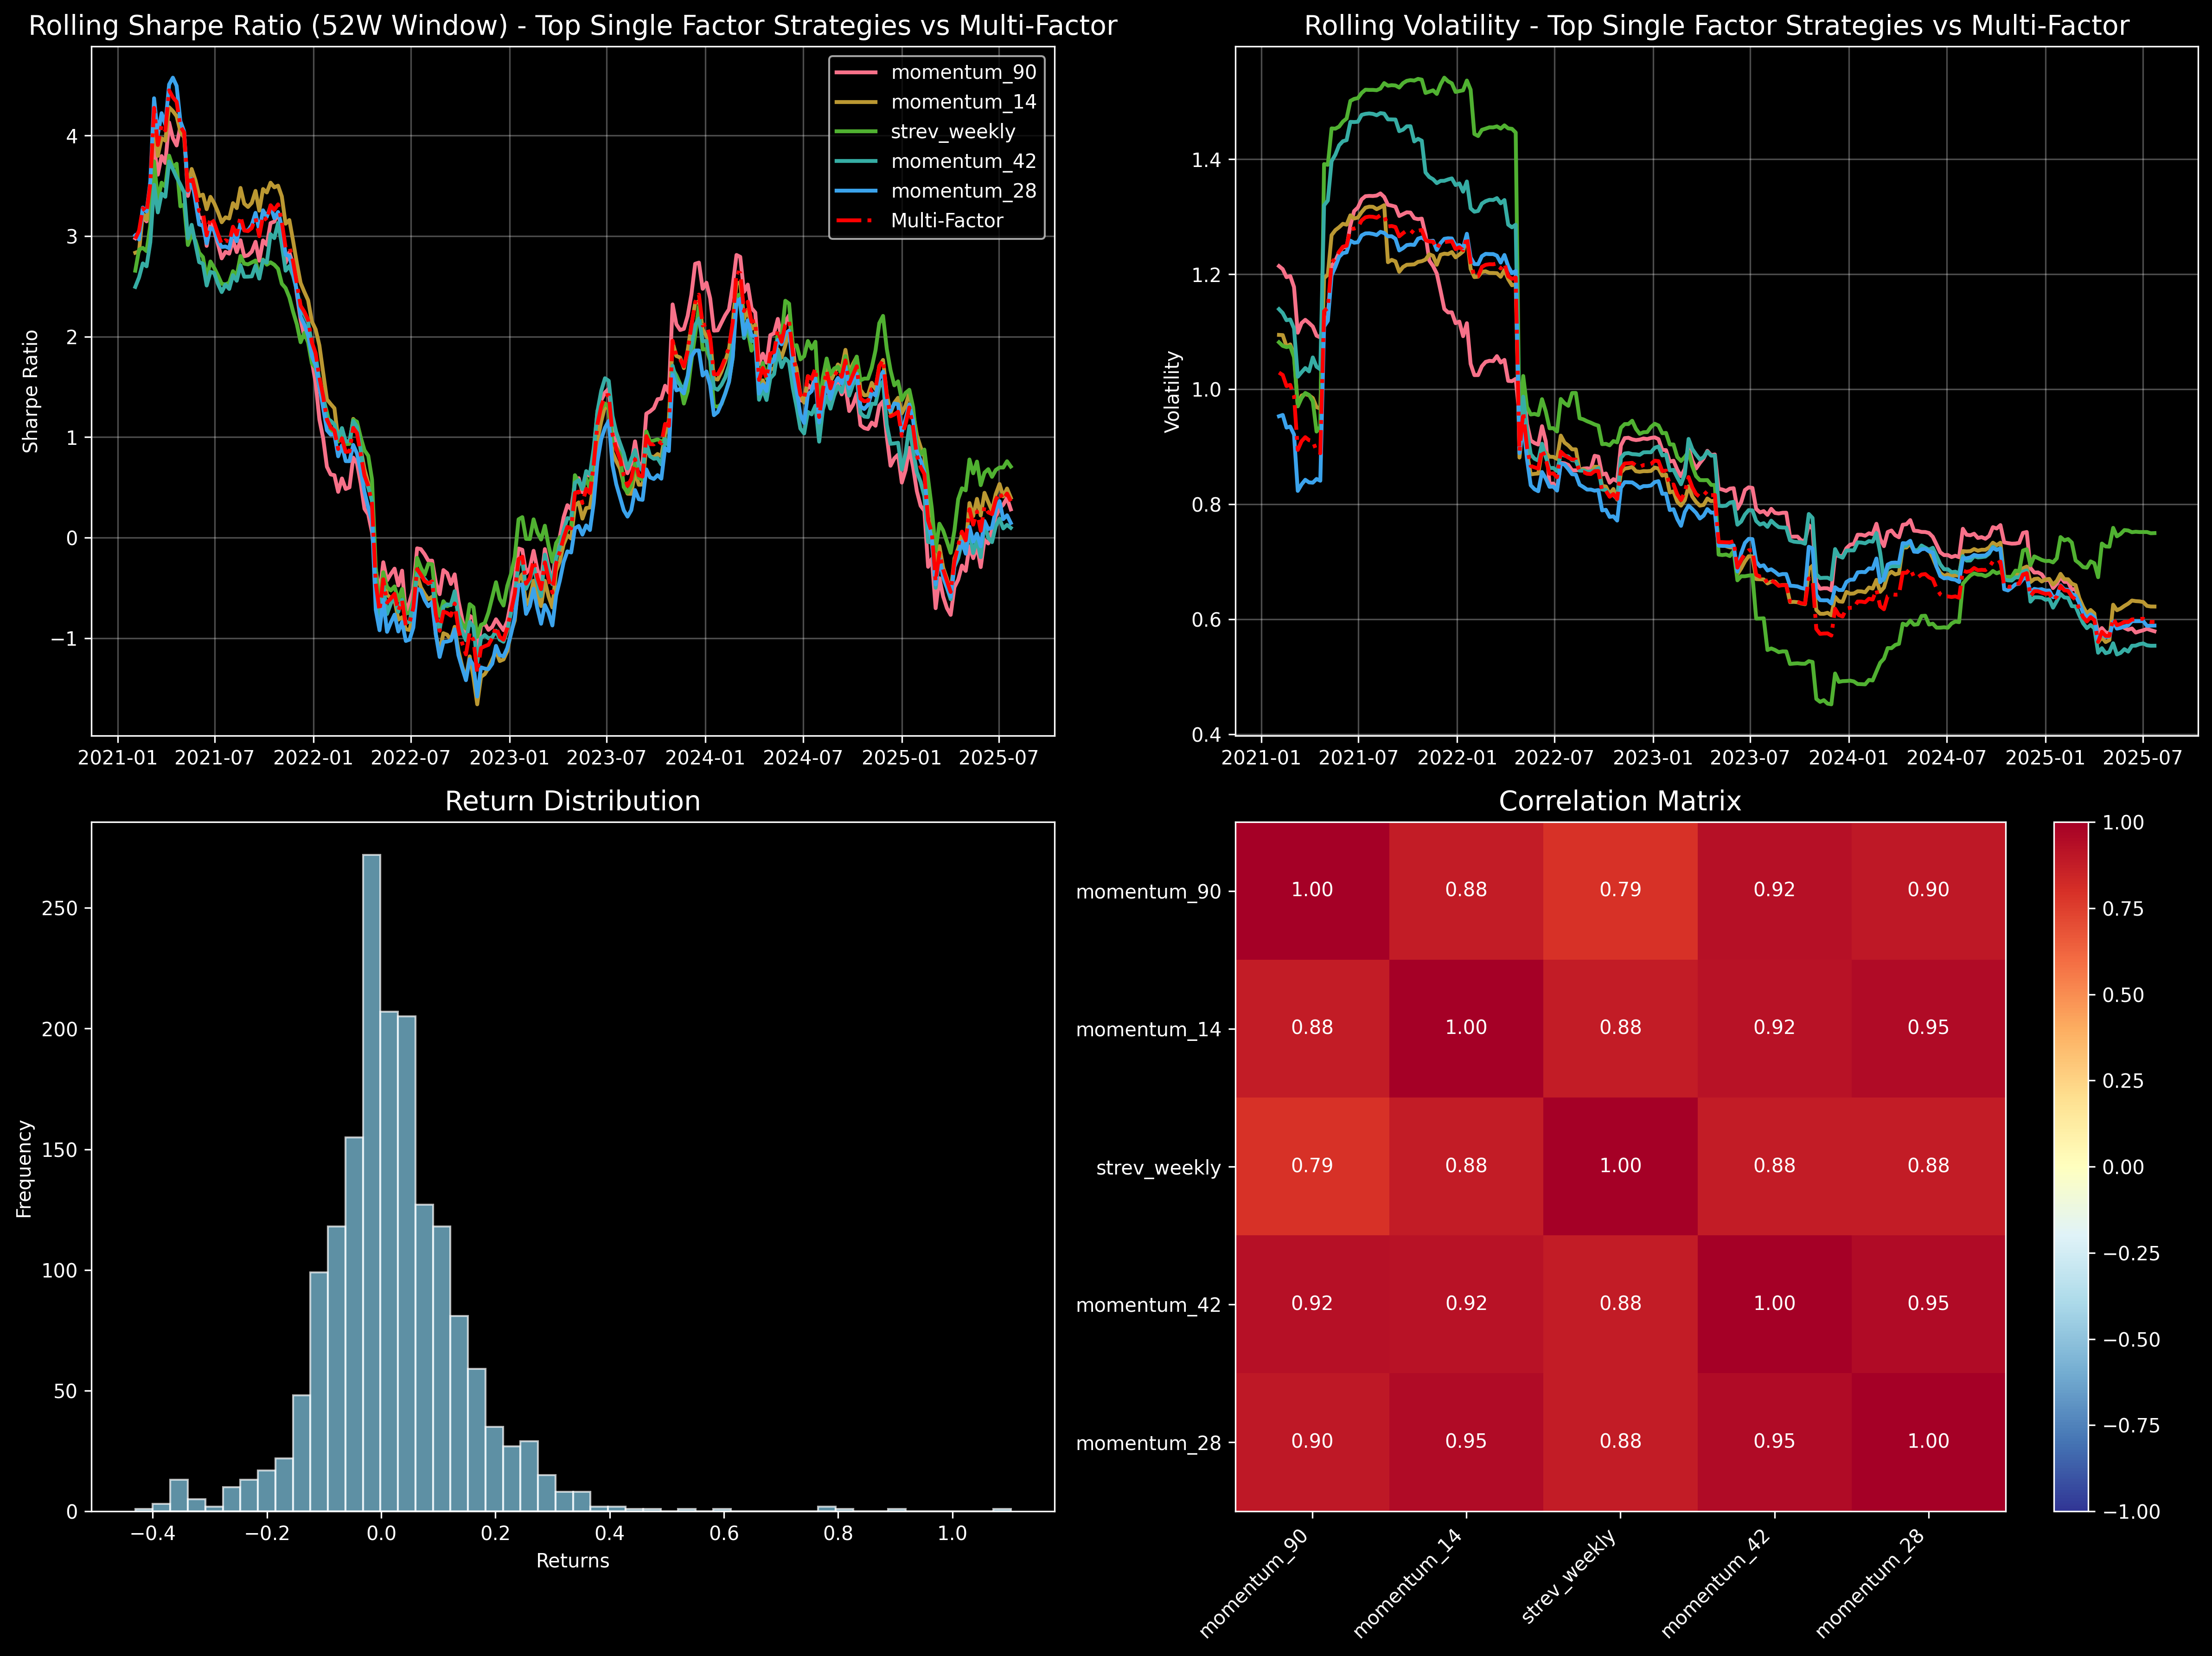 Rolling Sharpe Ratio (52W Window) - Top Single Factor Strategies vs Multi-Factor
Sharpe Ratio
4
3
2
1
0
−1
momentum_90
momentum_14
strev_weekly
momentum_42
momentum_28
Multi-Factor
2021-01 2021-07 2022-01 2022-07 2023-01 2023-07 2024-01 2024-07 2025-01 2025-07
Rolling Volatility - Top Single Factor Strategies vs Multi-Factor
Volatility
1.4
1.2
1.0
0.8
0.6
0.4
2021-01 2021-07 2022-01 2022-07 2023-01 2023-07 2024-01 2024-07 2025-01 2025-07
Return Distribution
Frequency
250
200
150
100
50
0
−0.4 −0.2 0.0 0.2 0.4 0.6 0.8 1.0
Returns
Correlation Matrix
momentum_90 1.00 0.88 0.79 0.92 0.90
momentum_14 0.88 1.00 0.88 0.92 0.95
strev_weekly 0.79 0.88 1.00 0.88 0.88
momentum_42 0.92 0.92 0.88 1.00 0.95
momentum_28 0.90 0.95 0.88 0.95 1.00
momentum_90 momentum_14 strev_weekly momentum_42 momentum_28
1.00
0.75
0.50
0.25
0.00
−0.25
−0.50
−0.75
−1.00